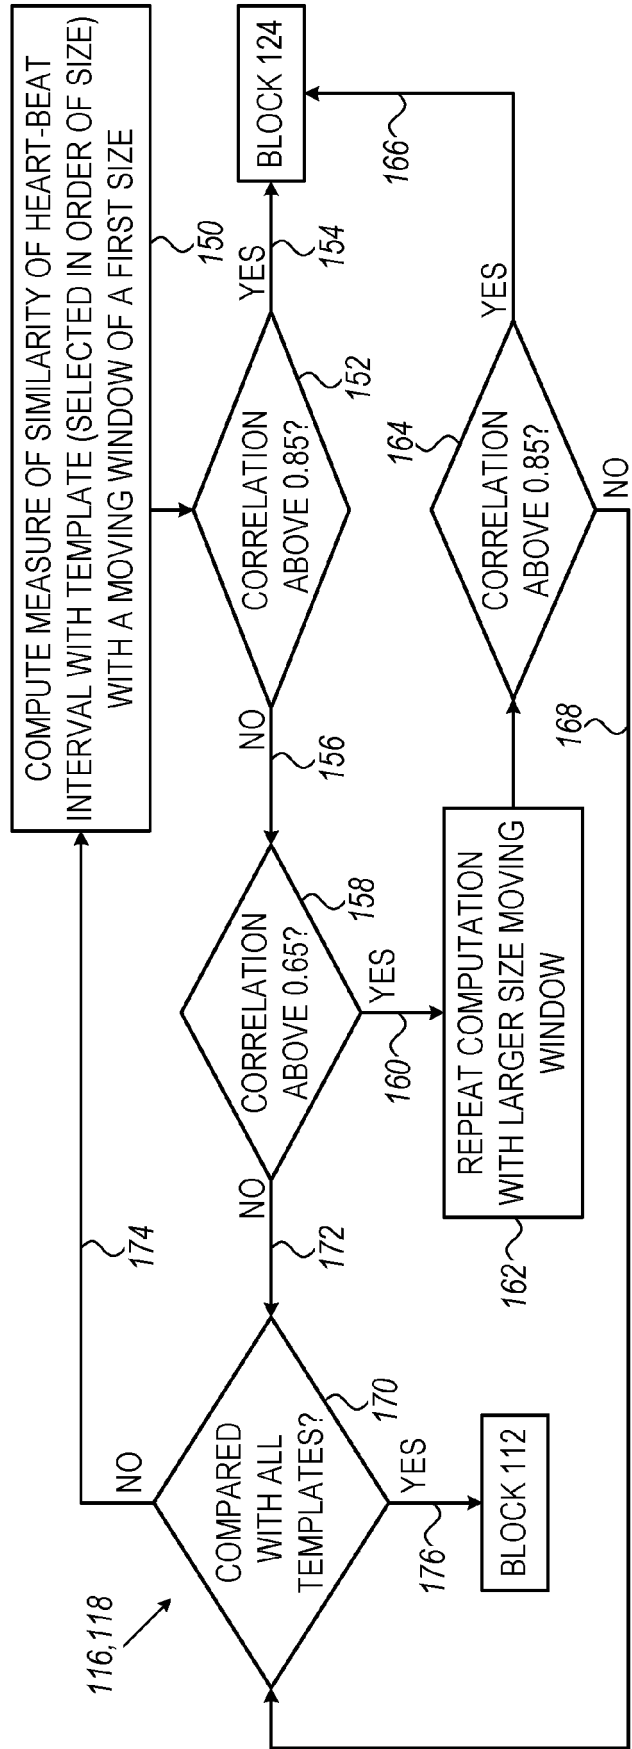 116,118
COMPUTE MEASURE OF SIMILARITY OF HEART-BEAT
INTERVAL WITH TEMPLATE (SELECTED IN ORDER OF SIZE)
WITH A MOVING WINDOW OF A FIRST SIZE
150
174
COMPARED
WITH ALL
TEMPLATES?
170
NO
YES
176
BLOCK 112
172
NO
CORRELATION
ABOVE 0.65?
158
YES
160
156
NO
CORRELATION
ABOVE 0.85?
152
YES
154
BLOCK 124
REPEAT COMPUTATION
WITH LARGER SIZE MOVING
WINDOW
162
CORRELATION
ABOVE 0.85?
164
YES
166
NO
168